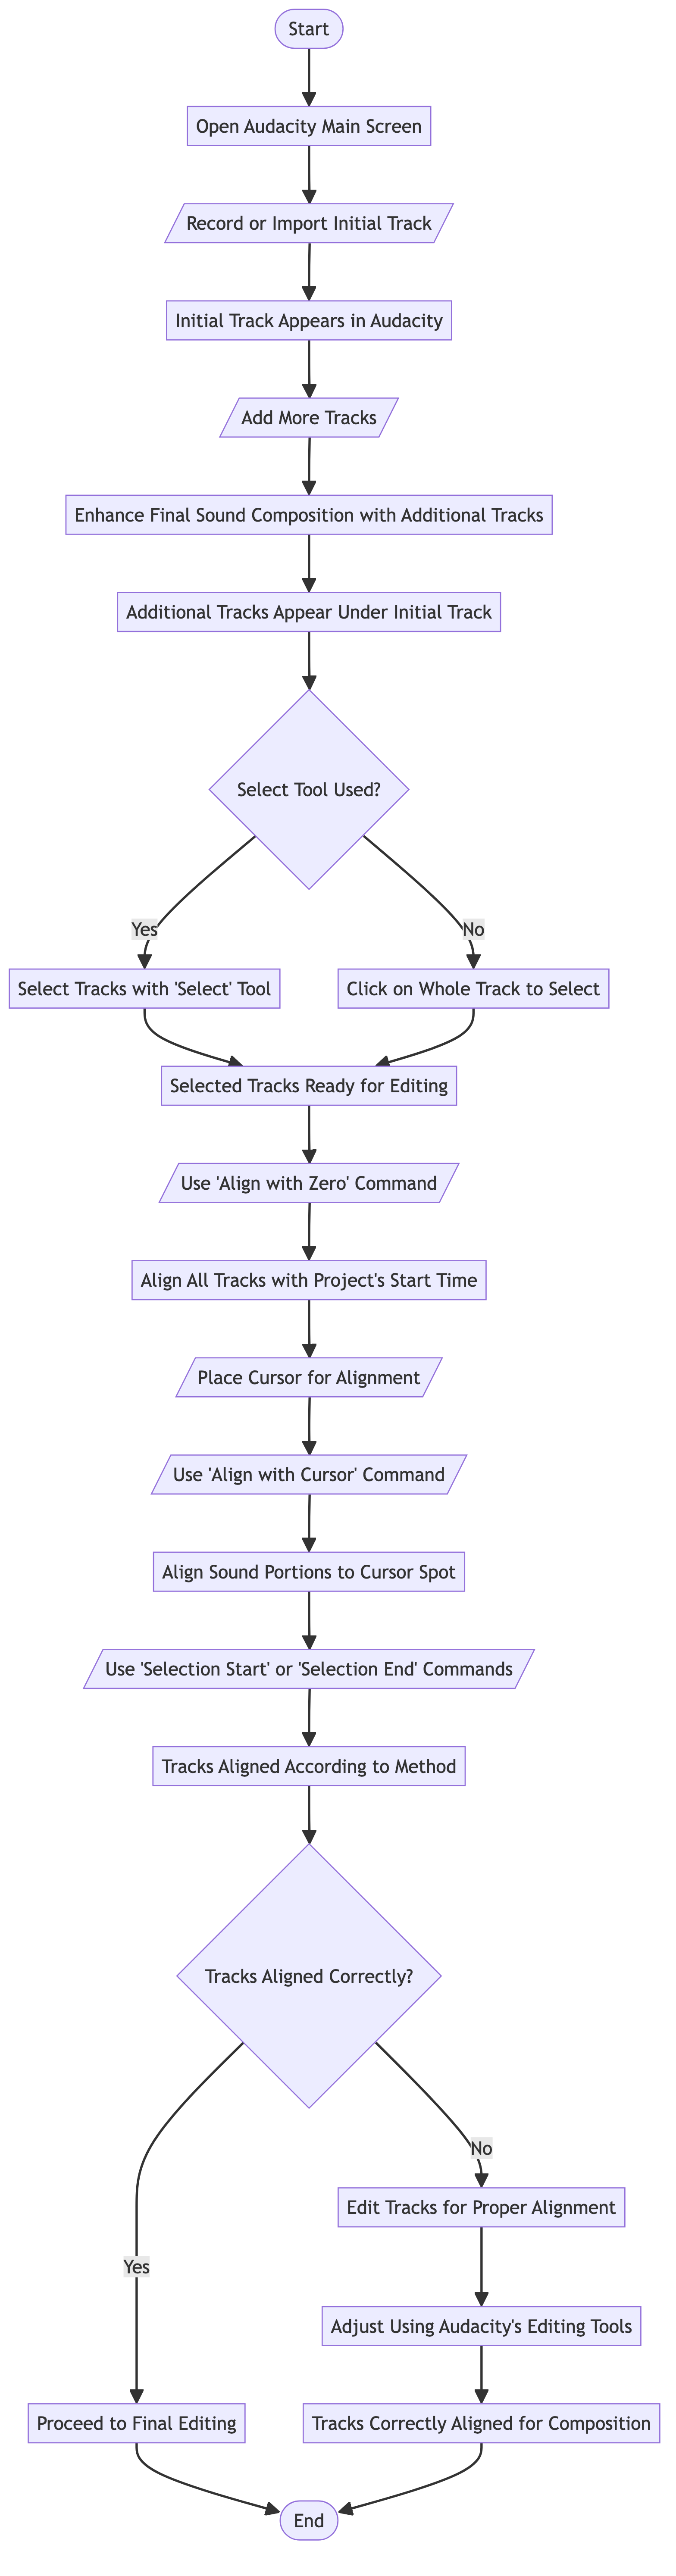 Start
Open Audacity Main Screen
Record or Import Initial Track
Initial Track Appears in Audacity
Add More Tracks
Enhance Final Sound Composition with Additional Tracks
Additional Tracks Appear Under Initial Track
Select Tool Used?
Yes
No
Select Tracks with 'Select' Tool
Click on Whole Track to Select
Selected Tracks Ready for Editing
Use 'Align with Zero' Command
Align All Tracks with Project's Start Time
Place Cursor for Alignment
Use 'Align with Cursor' Command
Align Sound Portions to Cursor Spot
Use 'Selection Start' or 'Selection End' Commands
Tracks Aligned According to Method
Tracks Aligned Correctly?
No
Edit Tracks for Proper Alignment
Yes
Adjust Using Audacity's Editing Tools
Proceed to Final Editing
Tracks Correctly Aligned for Composition
End